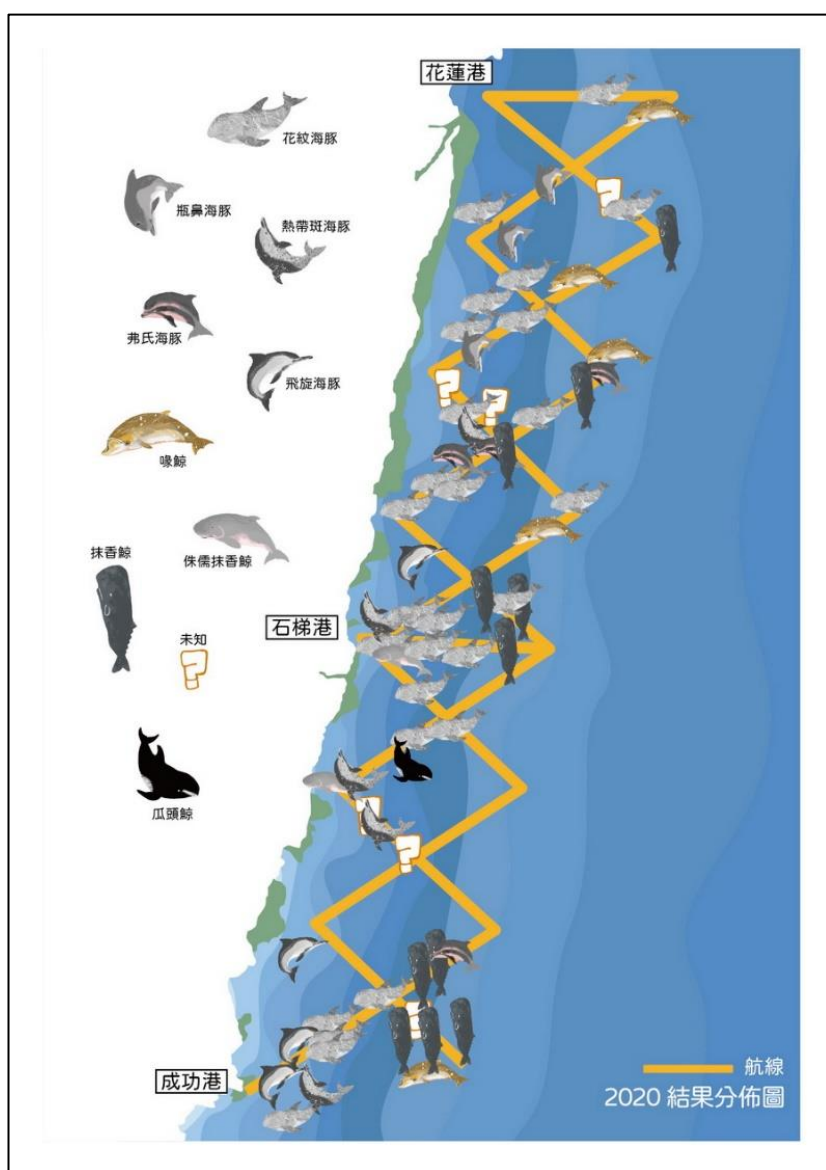 花蓮港
花紋海豚
瓶鼻海豚
熱帶斑海豚
弗氏海豚
飛旋海豚
喙鯨
抹香鯨
侏儒抹香鯨
未知
石梯港
瓜頭鯨
成功港
航線
2020 結果分佈圖